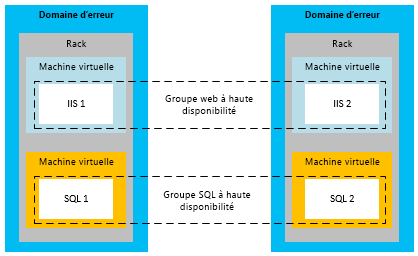 Domaine d'erreur
Rack
Machine virtuelle
IIS 1
Machine virtuelle
SQL 1
Groupe web à haute
disponibilité
Groupe SQL à haute
disponibilité
Domaine d'erreur
Rack
Machine virtuelle
IIS 2
Machine virtuelle
SQL 2